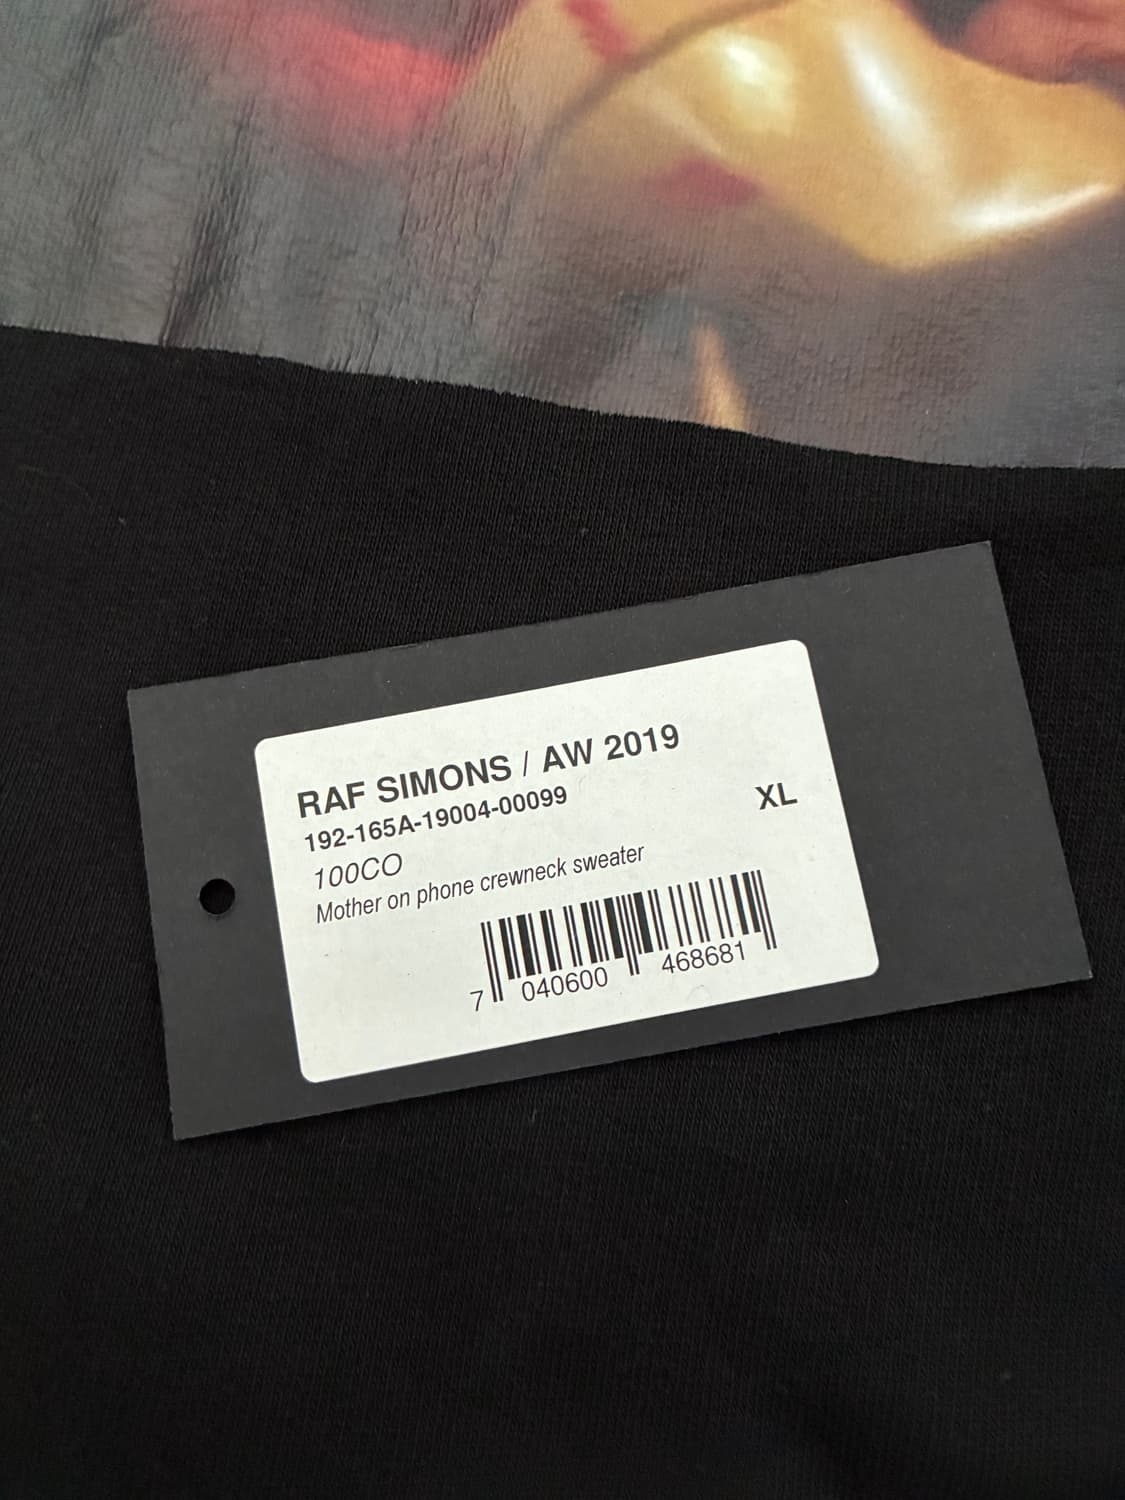 RAF SIMONS / AW 2019
192-165A-19004-00099
XL
100CO
Mother on phone crewneck sweater
7 040600 468681